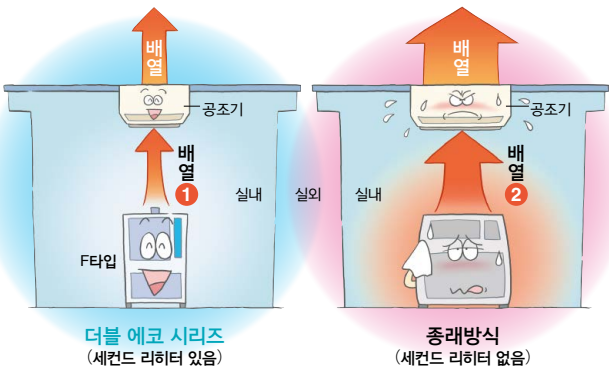 배열
공조기
배열
1
실내
F타입
더블 에코 시리즈
(세컨드 리히터 있음)
실외
배열
공조기
배열
2
실내
종래방식
(세컨드 리히터 없음)